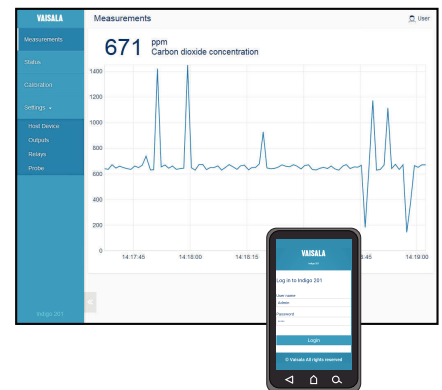 VAISALA
Measurements
User
Measurements
Status
Calibration
Settings
Host Device
Outputs
Relays
Probe
Indigo 201
671 ppm
Carbon dioxide concentration
1400
1200
1000
800
600
400
200
0
14.17.45
14.18.00
14.18.15
.45
14.19.00
VAISALA
Log in to Indigo 201
User name
Password
Login
© Vaisala All rights reserved